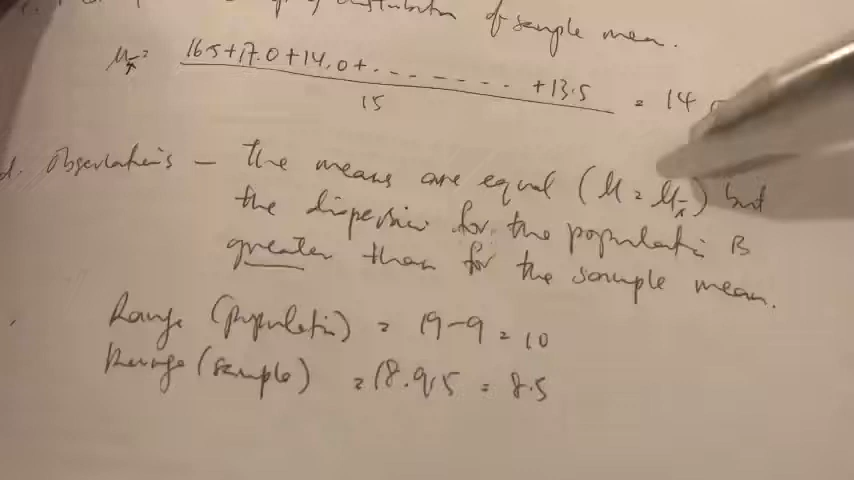 distribution of sample mean.
μx̄ = 16.5+17.0+14.0+. - - - - - - . . +13.5 / 15 = 14
d. Observations – the means are equal (μ = μx̄) but
the dispersion for the population is
greater than for the sample mean.
Range (population) = 19-9 = 10
Range (sample) = 18.9.5 = 8.5